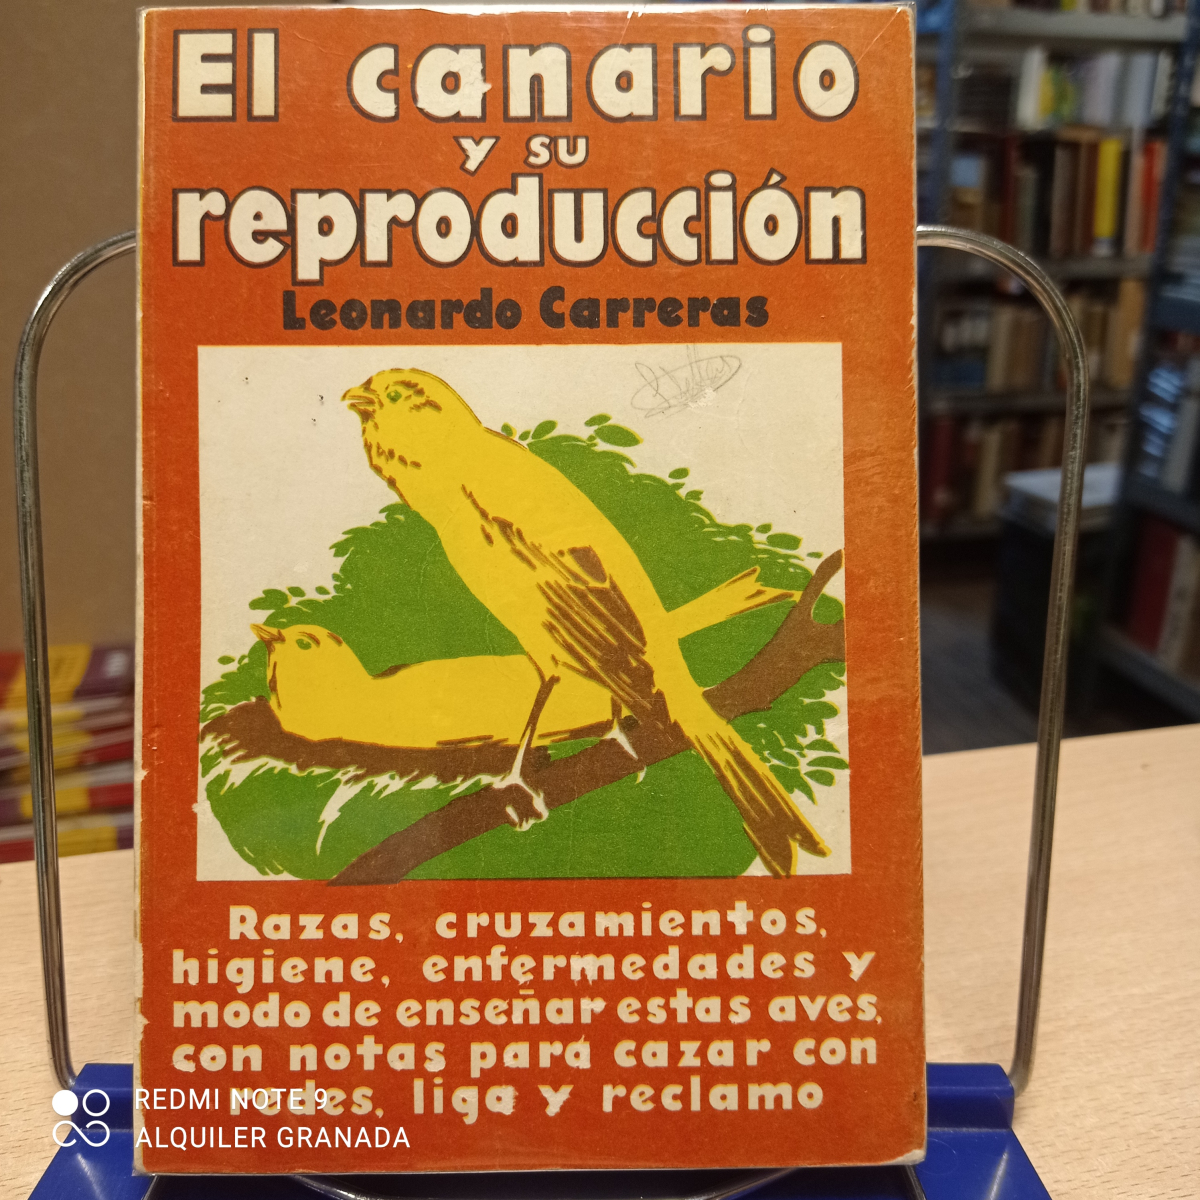 El canario
y su
reproducción
Leonardo Carreras
Razas, cruzamientos,
higiene, enfermedades y
modo de enseñar estas aves,
con notas para cazar con
redes, liga y reclamo
REDMI NOTE 9
ALQUILER GRANADA